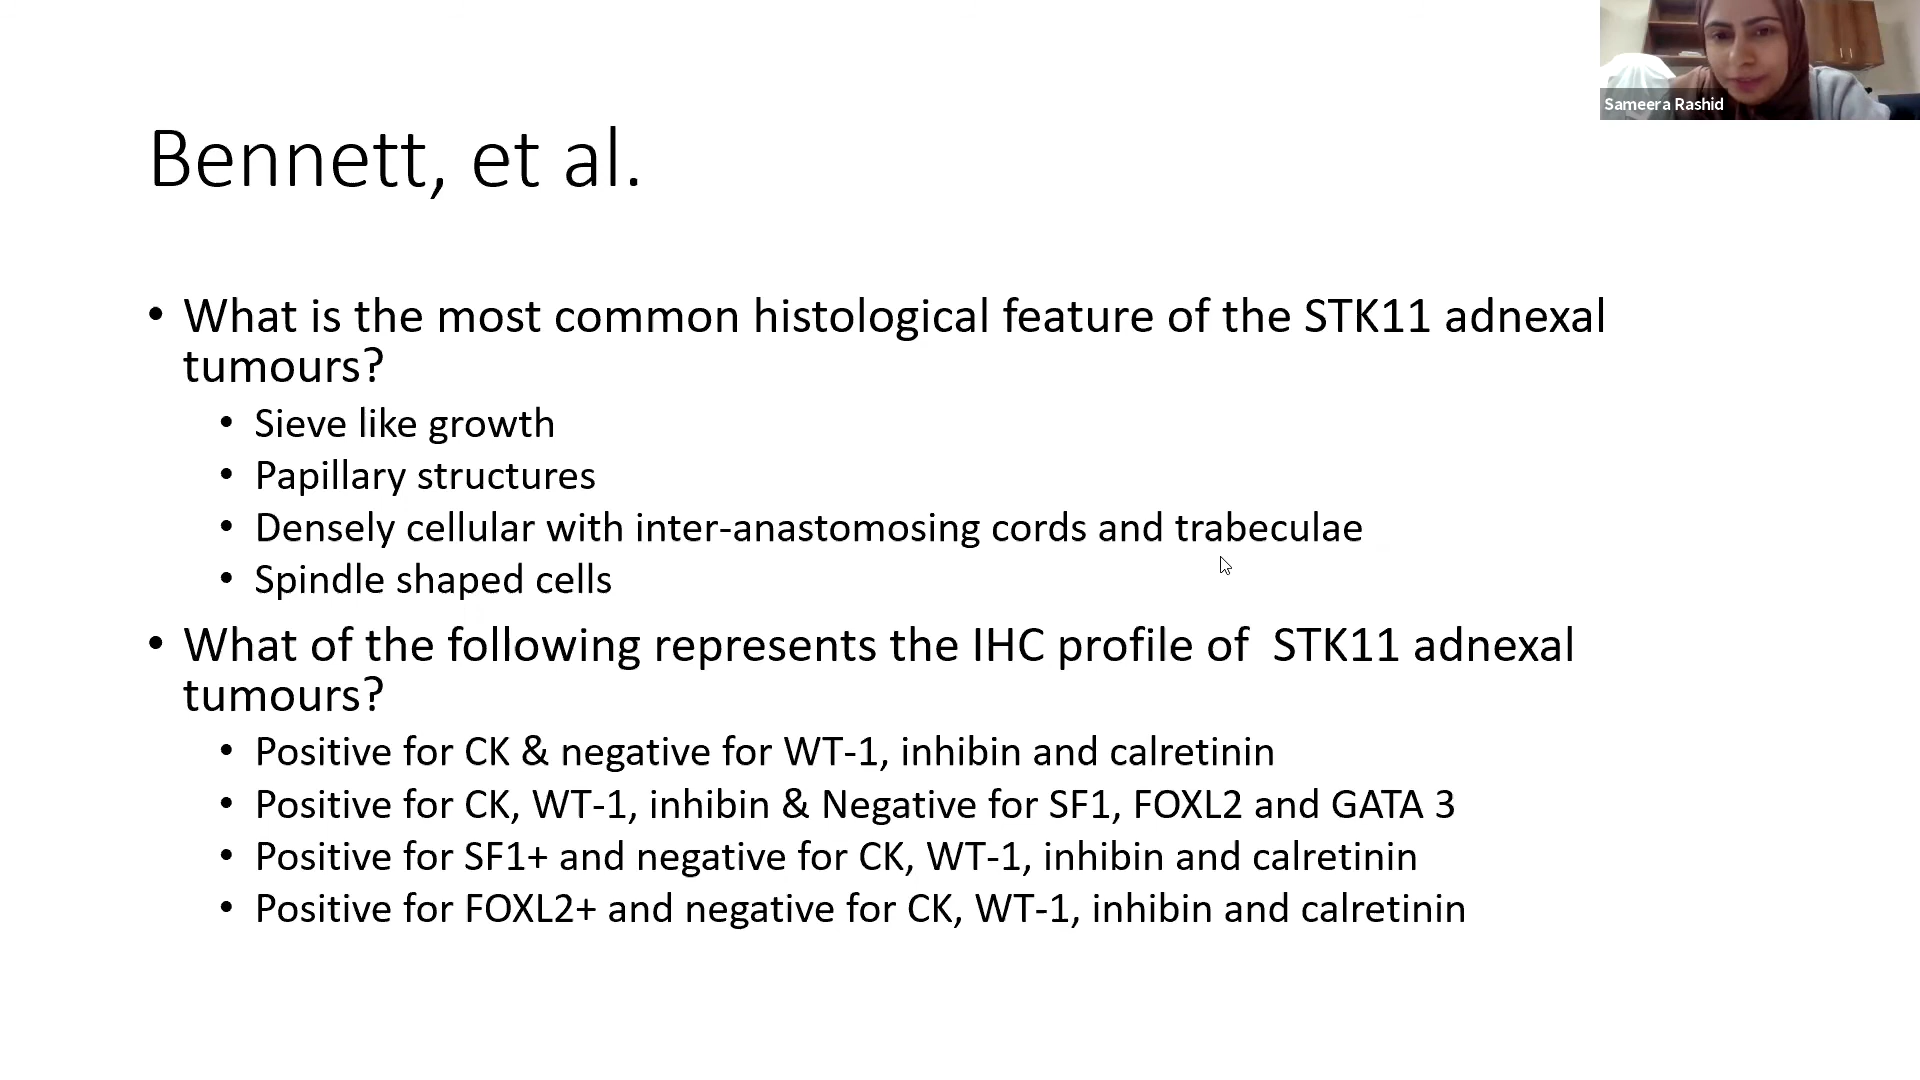 Sameera Rashid
Bennett, et al.
• What is the most common histological feature of the STK11 adnexal
tumours?
• Sieve like growth
• Papillary structures
• Densely cellular with inter-anastomosing cords and trabeculae
• Spindle shaped cells
• What of the following represents the IHC profile of  STK11 adnexal
tumours?
• Positive for CK & negative for WT-1, inhibin and calretinin
• Positive for CK, WT-1, inhibin & Negative for SF1, FOXL2 and GATA 3
• Positive for SF1+ and negative for CK, WT-1, inhibin and calretinin
• Positive for FOXL2+ and negative for CK, WT-1, inhibin and calretinin